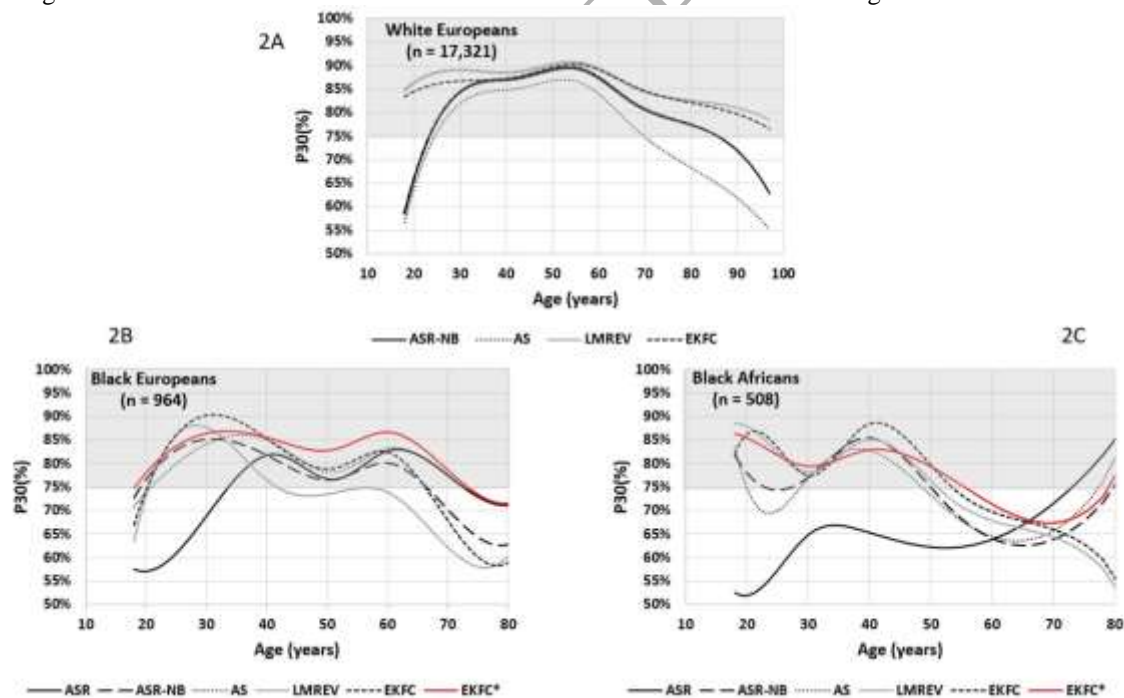 2A
White Europeans
(n = 17,321)
P30(%)
100%
95%
90%
85%
80%
75%
70%
65%
60%
55%
50%
10 20 30 40 50 60 70 80 90 100
Age (years)
ASR-NB AS LMREV EKFC
2B
Black Europeans
(n = 964)
P30(%)
100%
95%
90%
85%
80%
75%
70%
65%
60%
55%
50%
10 20 30 40 50 60 70 80
Age (years)
ASR ASR-NB AS LMREV EKFC EKFC*
2C
Black Africans
(n = 508)
P30(%)
100%
95%
90%
85%
80%
75%
70%
65%
60%
55%
50%
10 20 30 40 50 60 70 80
Age (years)
ASR ASR-NB AS LMREV EKFC EKFC*